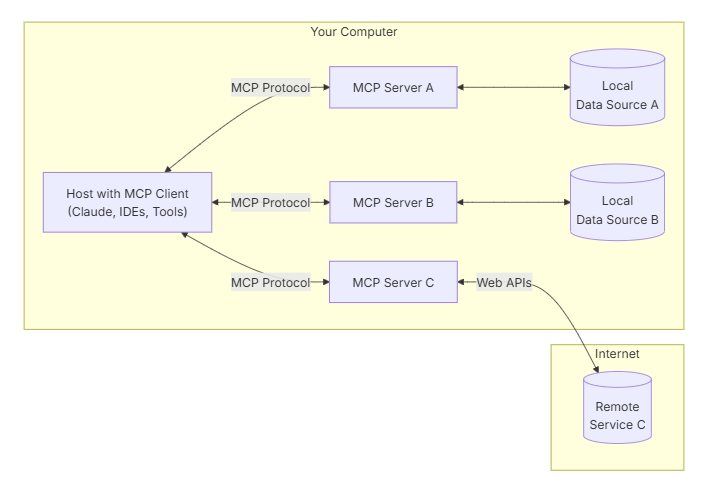 Your Computer
MCP Protocol
MCP Server A
Local
Data Source A
Host with MCP Client
(Claude, IDEs, Tools)
MCP Protocol
MCP Server B
Local
Data Source B
MCP Protocol
MCP Server C
Web APIs
Internet
Remote
Service C